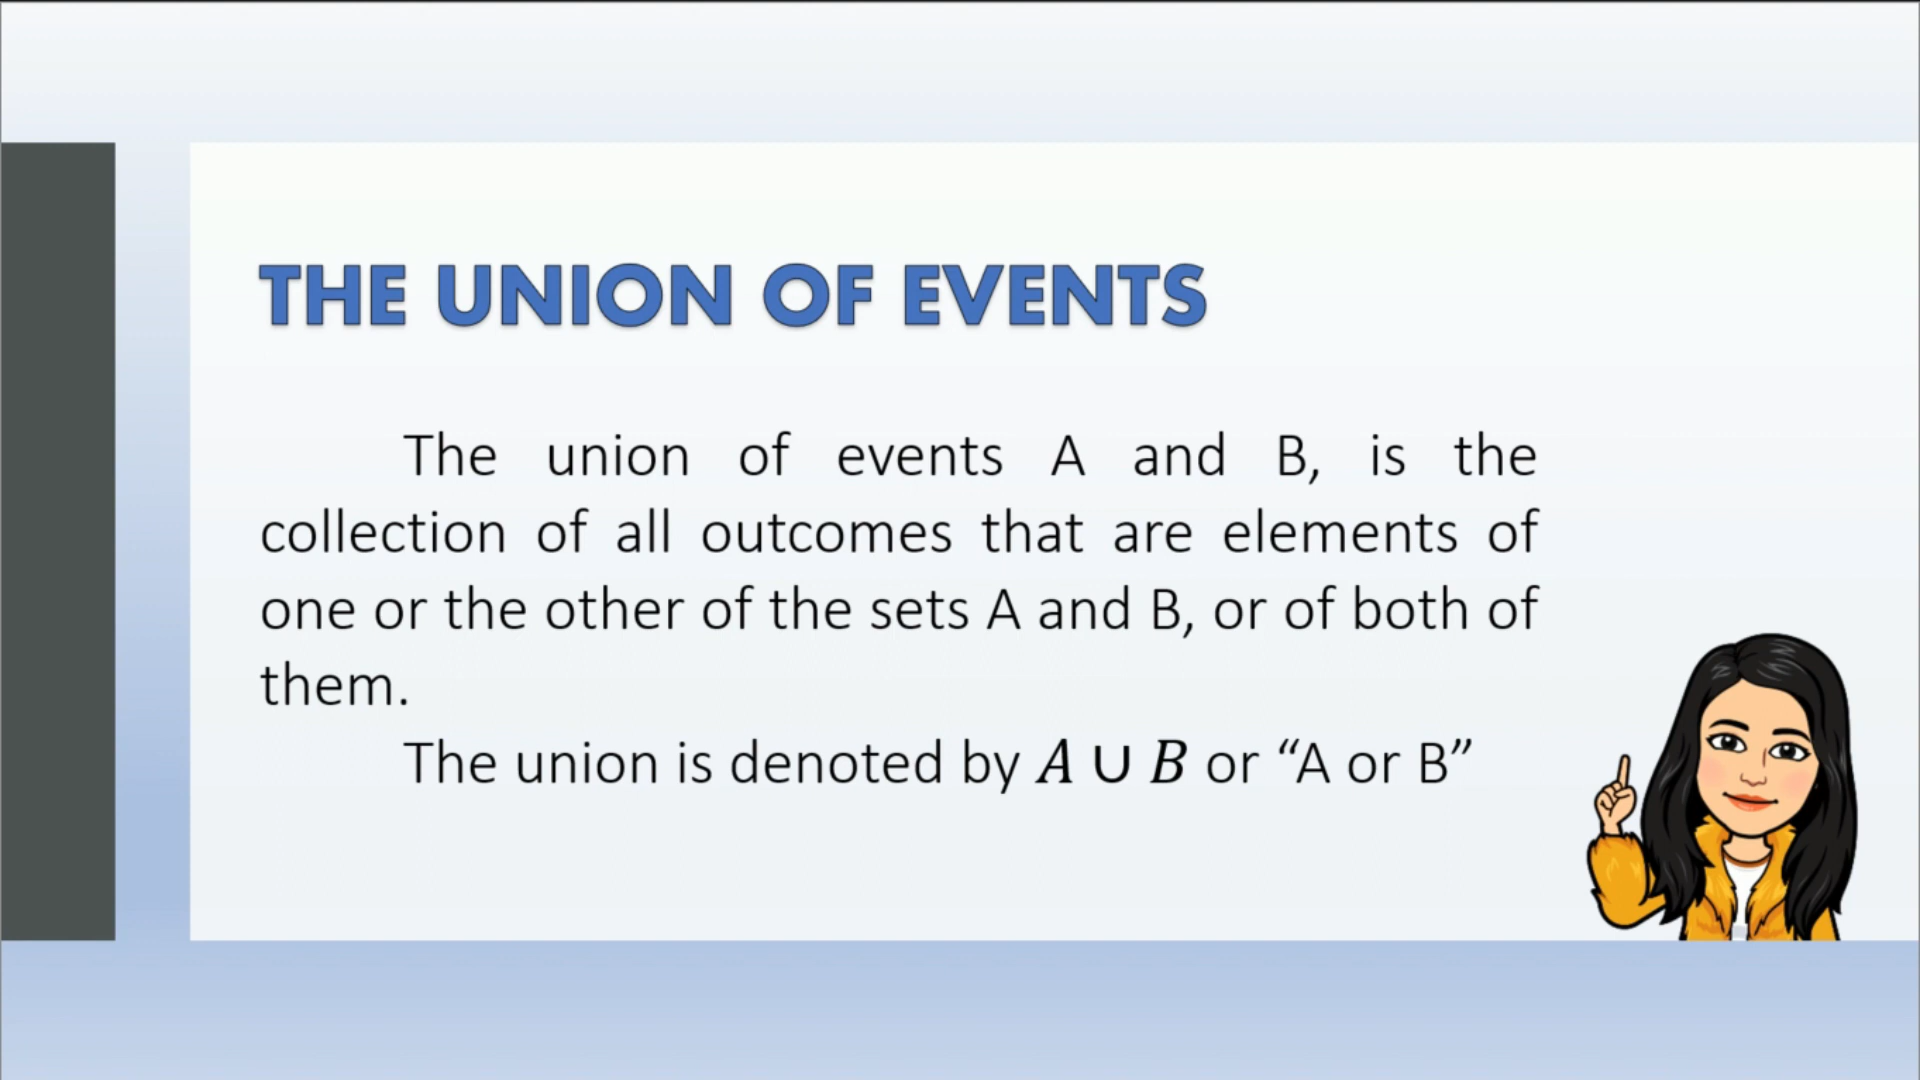 THE UNION OF EVENTS
The union of events A and B, is the
collection of all outcomes that are elements of
one or the other of the sets A and B, or of both of
them.
The union is denoted by A ∪ B or “A or B”